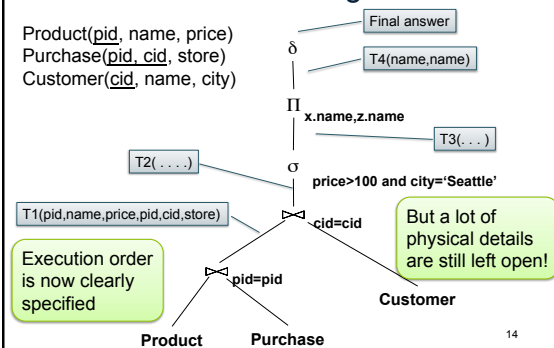 Product(pid, name, price)
Purchase(pid, cid, store)
Customer(cid, name, city)
Final answer
δ
T4(name,name)
Π x.name,z.name
T3(. . . )
T2( . . . .)
σ
price>100 and city=‘Seattle’
T1(pid,name,price,pid,cid,store)
⨝ cid=cid
But a lot of
physical details
are still left open!
Execution order
is now clearly
specified
⨝ pid=pid
Customer
Product
Purchase
14